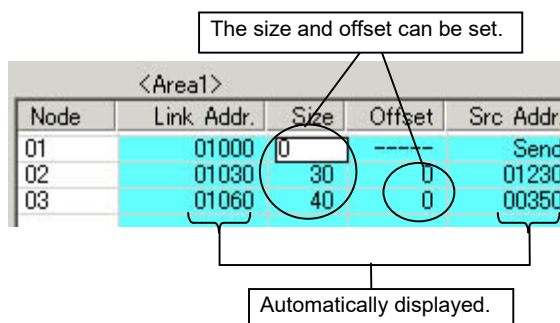 The size and offset can be set.
<Area1>
Node Link Addr. Size Offset Src Addr.
01 01000 0 ----- Send
02 01030 30 0 01230
03 01060 40 0 00350
Automatically displayed.